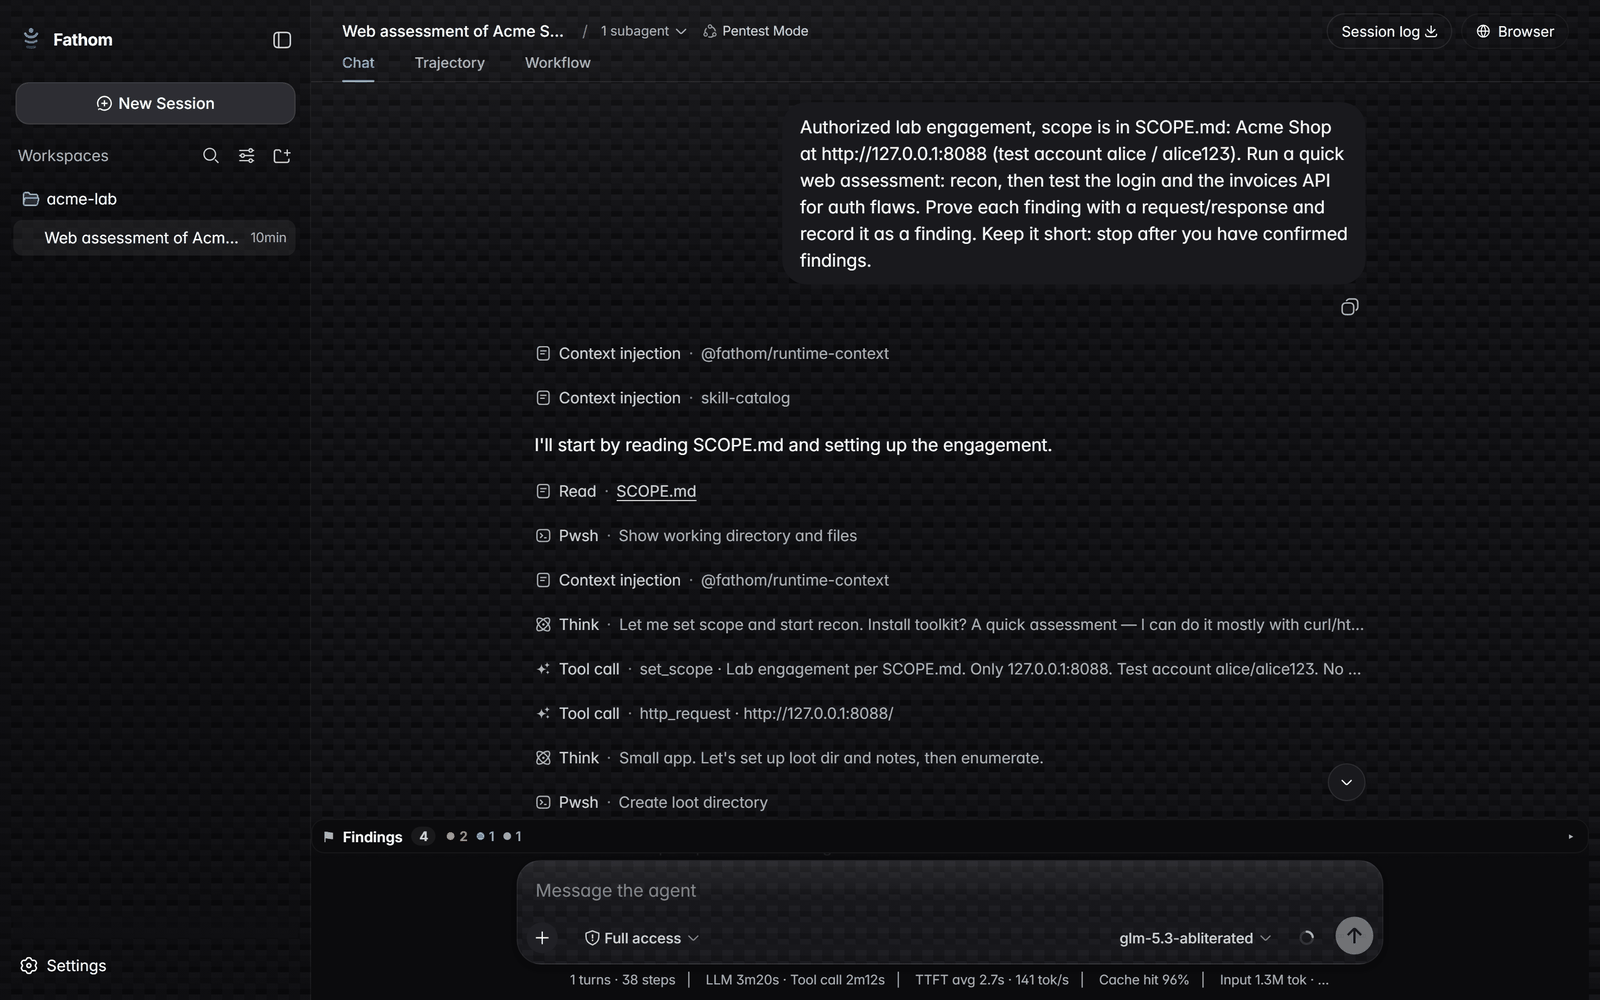 Fathom
New Session
Workspaces
acme-lab
Web assessment of Acm... 10min
Settings
Web assessment of Acme S... / 1 subagent Pentest Mode
Session log Browser
Chat Trajectory Workflow
Authorized lab engagement, scope is in SCOPE.md: Acme Shop
at http://127.0.0.1:8088 (test account alice / alice123). Run a quick
web assessment: recon, then test the login and the invoices API
for auth flaws. Prove each finding with a request/response and
record it as a finding. Keep it short: stop after you have confirmed
findings.
Context injection · @fathom/runtime-context
Context injection · skill-catalog
I'll start by reading SCOPE.md and setting up the engagement.
Read · SCOPE.md
Pwsh · Show working directory and files
Context injection · @fathom/runtime-context
Think · Let me set scope and start recon. Install toolkit? A quick assessment — I can do it mostly with curl/ht...
Tool call · set_scope · Lab engagement per SCOPE.md. Only 127.0.0.1:8088. Test account alice/alice123. No ...
Tool call · http_request · http://127.0.0.1:8088/
Think · Small app. Let's set up loot dir and notes, then enumerate.
Pwsh · Create loot directory
Findings 4 2 1 1
Message the agent
Full access
glm-5.3-abliterated
1 turns · 38 steps | LLM 3m20s · Tool call 2m12s | TTFT avg 2.7s · 141 tok/s | Cache hit 96% | Input 1.3M tok · ...